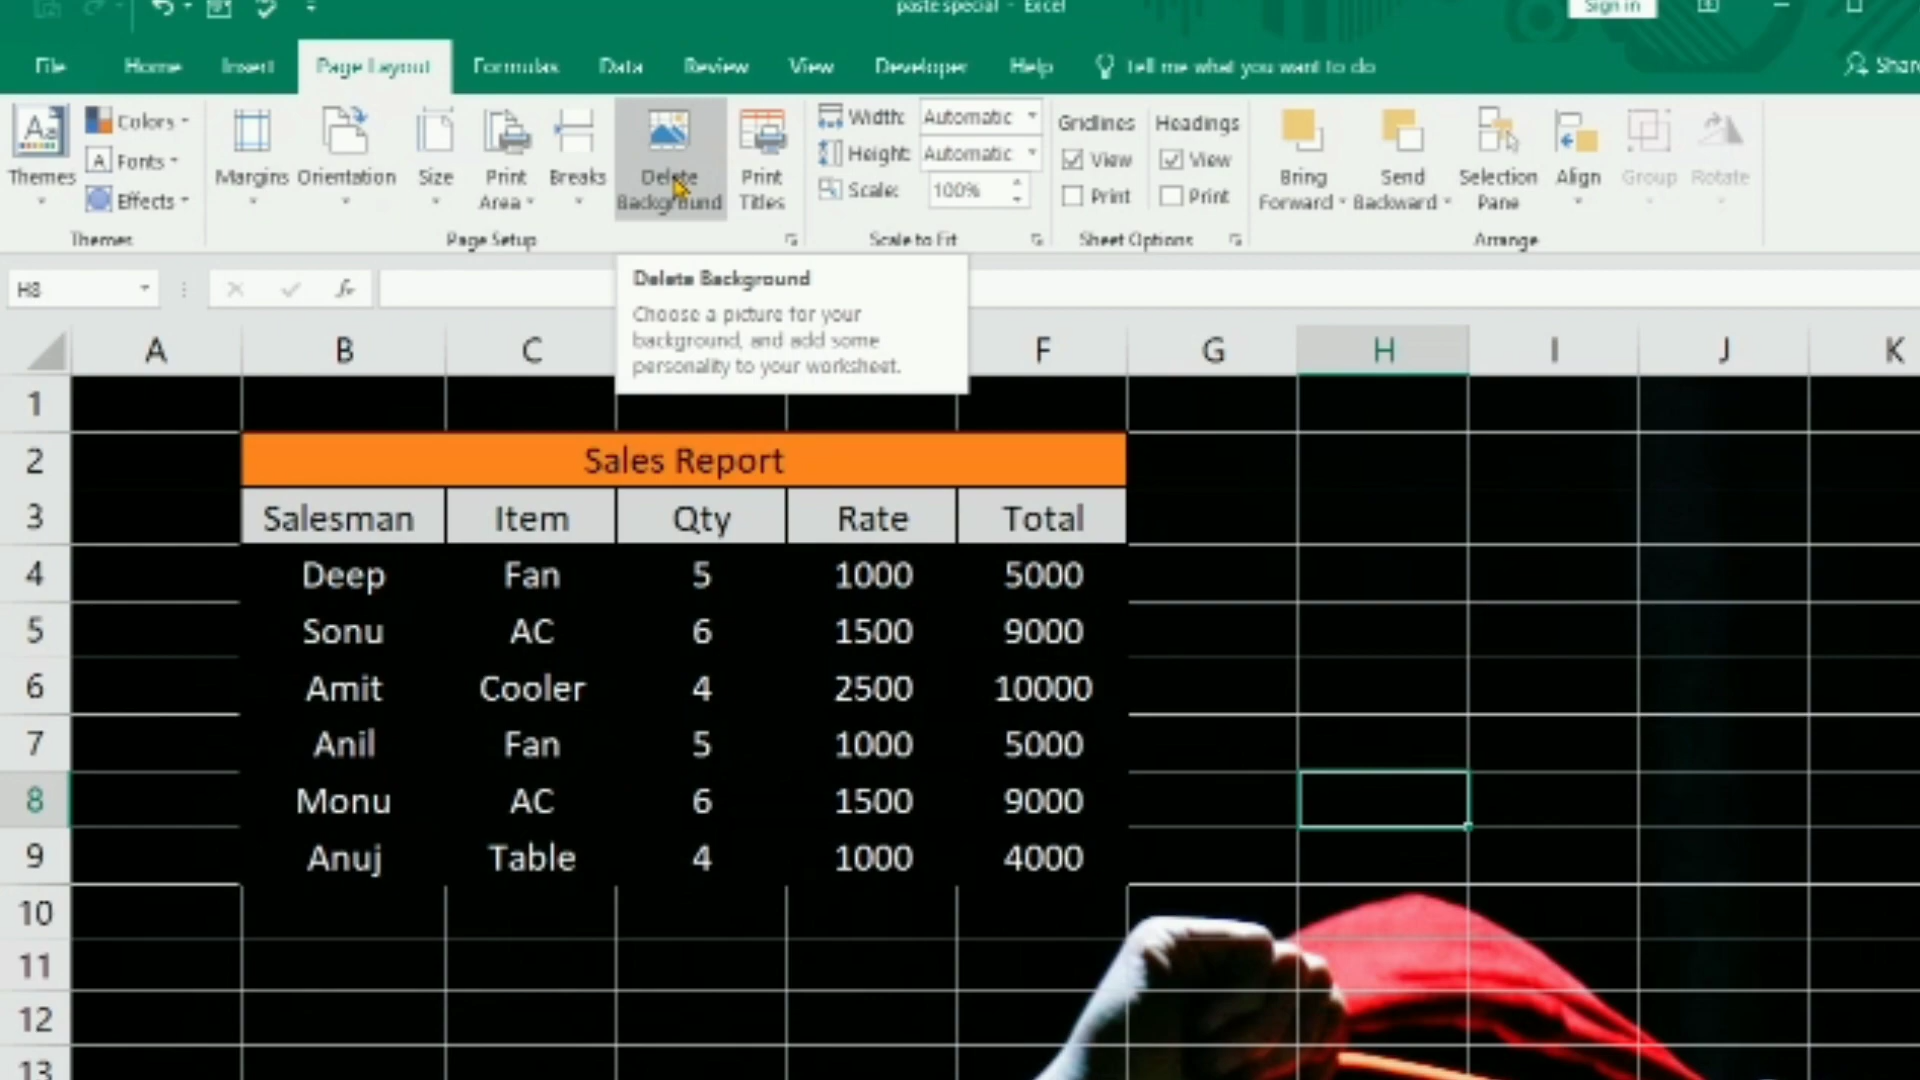 paste special - Excel
Sign in
File Home Insert Page Layout Formulas Data Review View Developer Help Tell me what you want to do Share
Colors Width: Automatic Gridlines Headings
Fonts Height: Automatic View View
Themes Margins Orientation Size Print Breaks Delete Print Scale: 100% Print Print Bring Send Selection Align Group Rotate
Effects Area Background Titles Forward Backward Pane
Themes Page Setup Scale to Fit Sheet Options Arrange
H8 fx
Delete Background
Choose a picture for your
background, and add some
personality to your worksheet.
A B C F G H I J K
1
2 Sales Report
3 Salesman Item Qty Rate Total
4 Deep Fan 5 1000 5000
5 Sonu AC 6 1500 9000
6 Amit Cooler 4 2500 10000
7 Anil Fan 5 1000 5000
8 Monu AC 6 1500 9000
9 Anuj Table 4 1000 4000
10
11
12
13